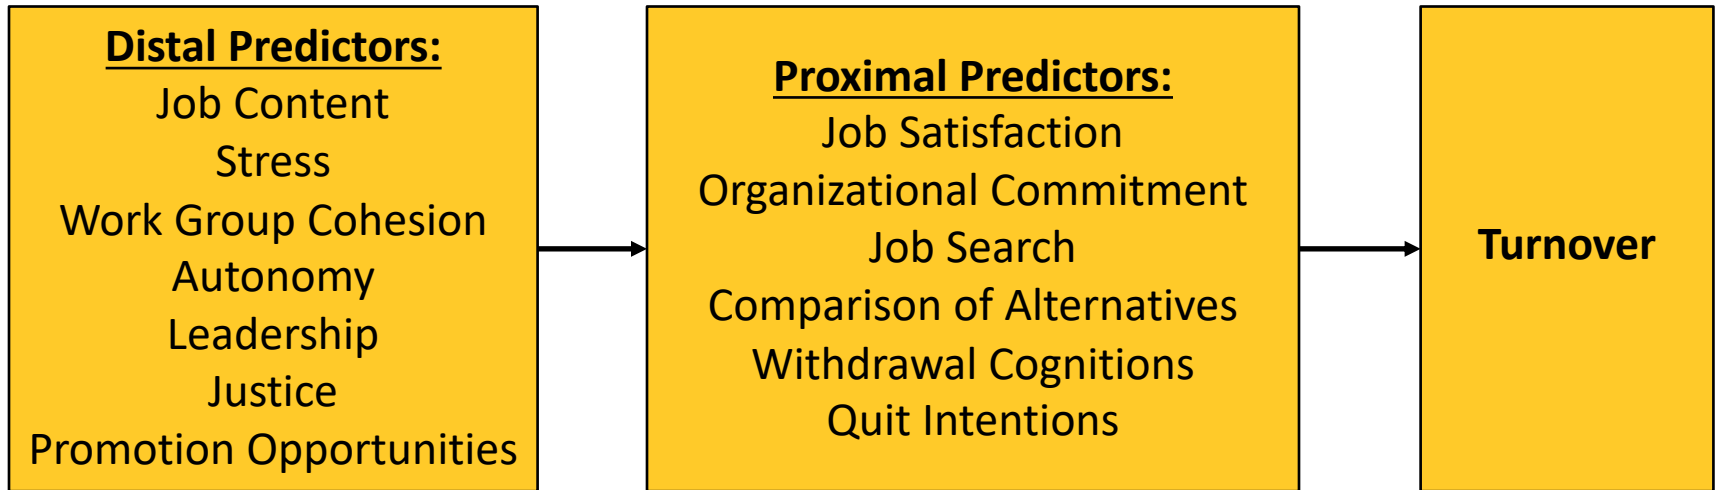 Distal Predictors:
Job Content
Stress
Work Group Cohesion
Autonomy
Leadership
Justice
Promotion Opportunities
Proximal Predictors:
Job Satisfaction
Organizational Commitment
Job Search
Comparison of Alternatives
Withdrawal Cognitions
Quit Intentions
Turnover